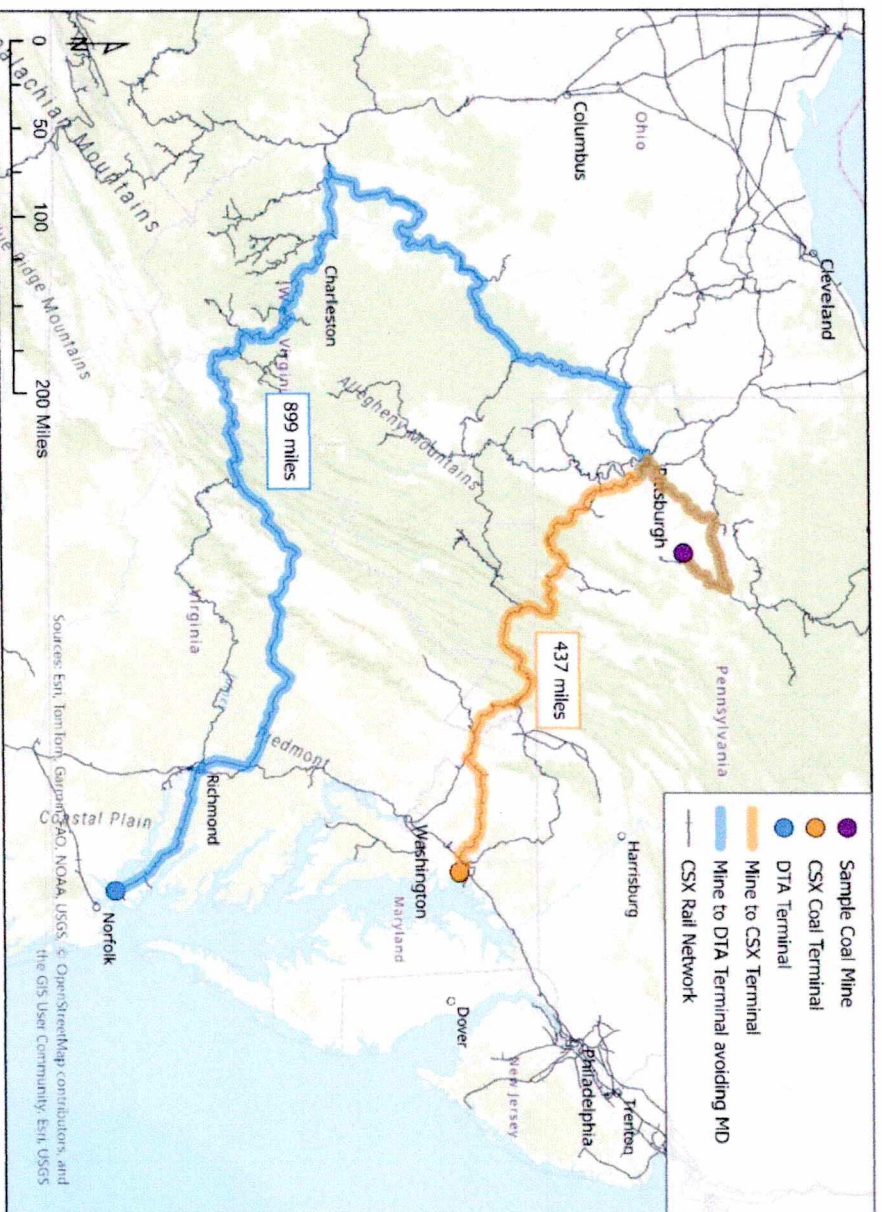 Sample Coal Mine
CSX Coal Terminal
DTA Terminal
Mine to CSX Terminal
Mine to DTA Terminal avoiding MD
CSX Rail Network
Cleveland
Ohio
Columbus
Pittsburgh
Pennsylvania
Harrisburg
Trenton
Philadelphia
New Jersey
437 miles
Allegheny Mountains
Dover
Maryland
Washington
Charleston
West Virginia
899 miles
Piedmont
Richmond
Virginia
Norfolk
Coastal Plain
Appalachian Mountains
Blue Ridge Mountains
N
0 50 100 200 Miles
Sources: Esri, TomTom, Garmin, FAO, NOAA, USGS, © OpenStreetMap contributors, and
the GIS User Community, Esri, USGS